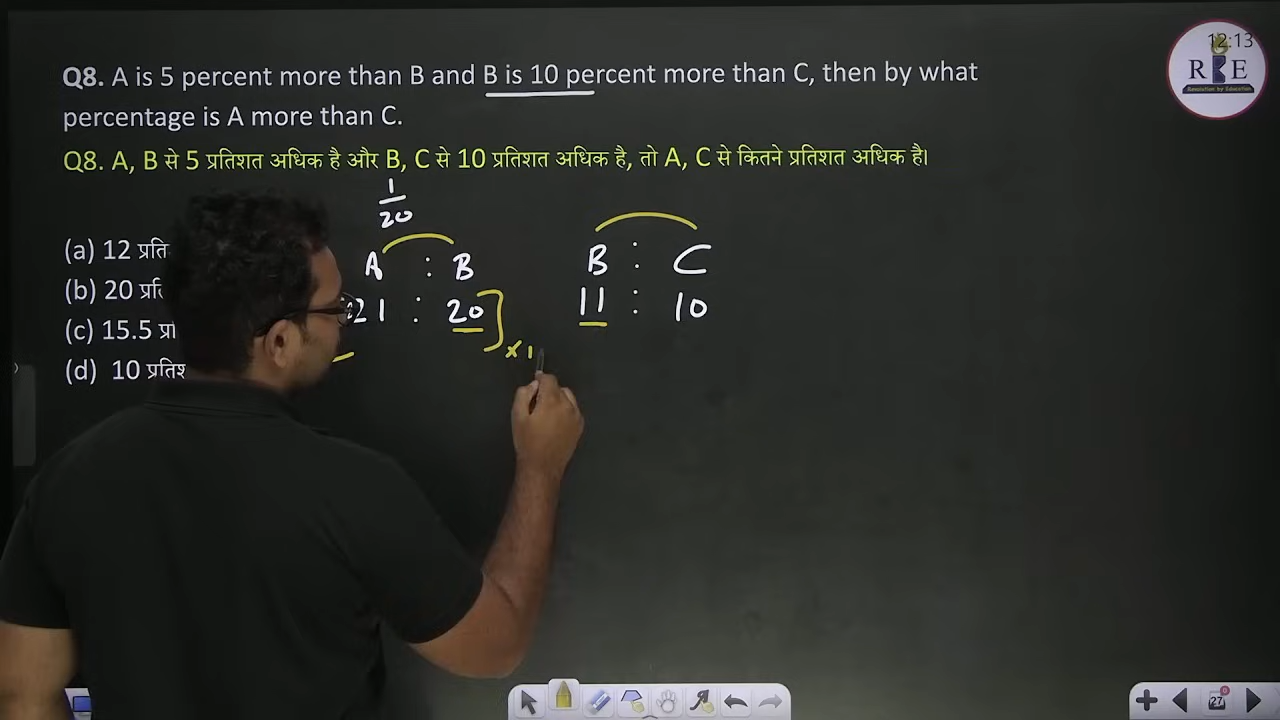 12:13
R E
Q8. A is 5 percent more than B and B is 10 percent more than C, then by what
percentage is A more than C.
Q8. A, B से 5 प्रतिशत अधिक है और B, C से 10 प्रतिशत अधिक है, तो A, C से कितने प्रतिशत अधिक है।
1
20
A : B B : C
21 : 20 11 : 10
(a) 12
(b) 20
(c) 15.5
(d) 10
x 1
27